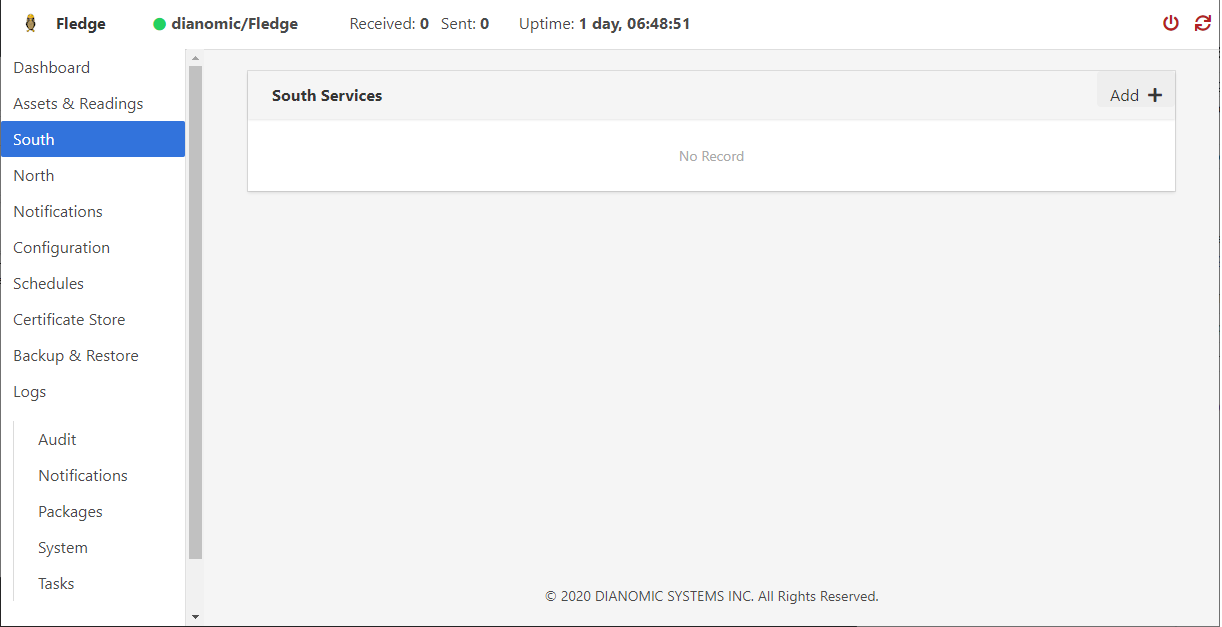 Fledge dianomic/Fledge Received: 0 Sent: 0 Uptime: 1 day, 06:48:51
Dashboard
Assets & Readings
South
North
Notifications
Configuration
Schedules
Certificate Store
Backup & Restore
Logs
Audit
Notifications
Packages
System
Tasks
South Services Add +
No Record
© 2020 DIANOMIC SYSTEMS INC. All Rights Reserved.